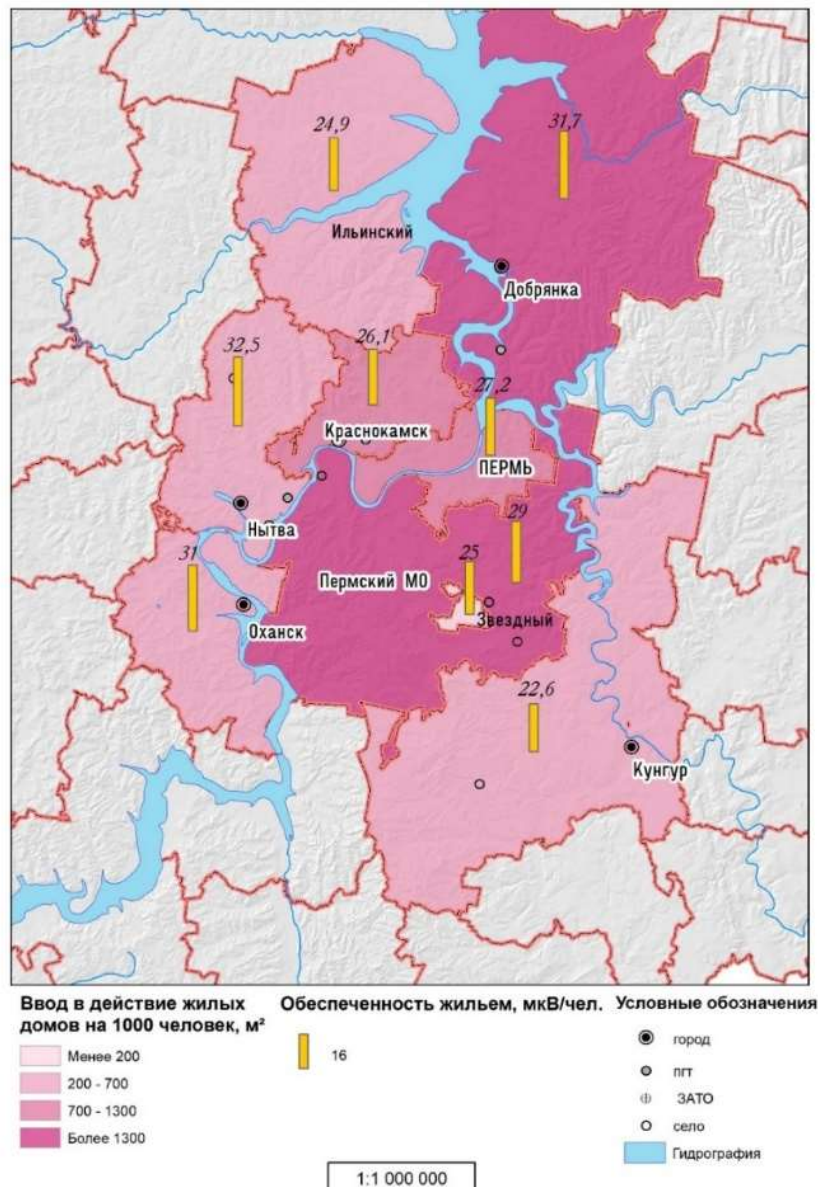 24,9
31,7
Ильинский
Добрянка
32,5
26,1
27,2
Краснокамск
ПЕРМЬ
Нытва
29
25
31
Пермский МО
Звездный
Оханск
22,6
Кунгур
Ввод в действие жилых
домов на 1000 человек, м²
Менее 200
200 - 700
700 - 1300
Более 1300
Обеспеченность жильем, мкВ/чел.
16
Условные обозначения
город
пгт
ЗАТО
село
Гидрография
1:1 000 000